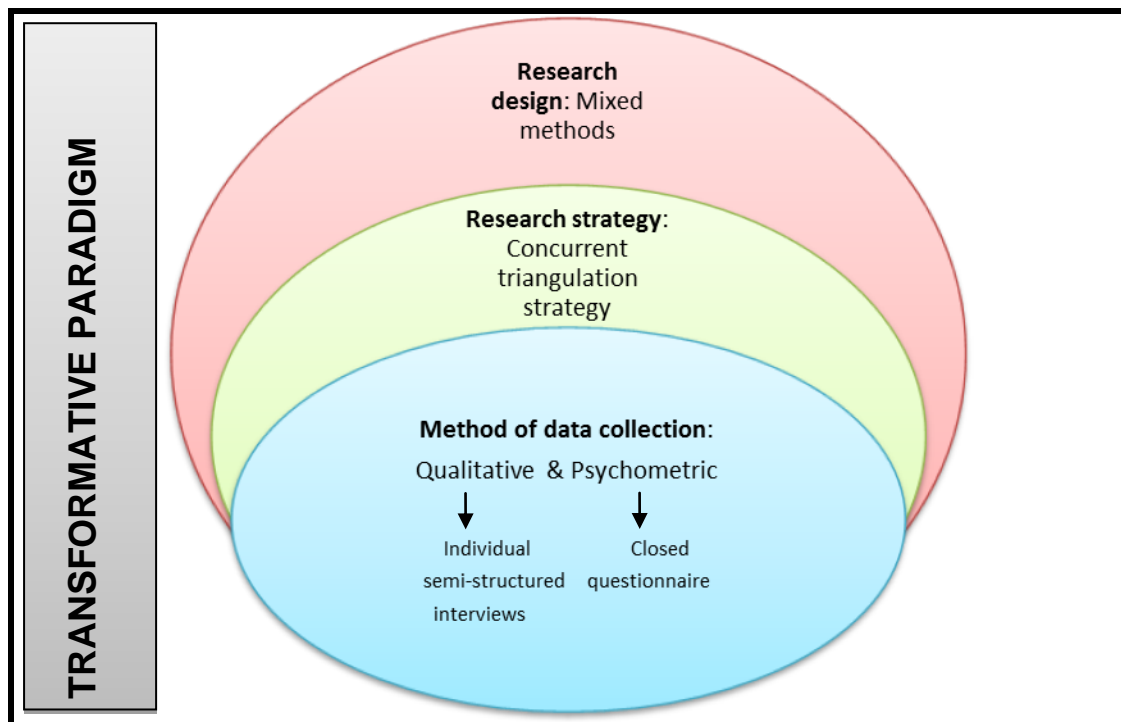 TRANSFORMATIVE PARADIGM
Research
design: Mixed
methods
Research strategy:
Concurrent
triangulation
strategy
Method of data collection:
Qualitative & Psychometric
Individual
semi-structured
interviews
Closed
questionnaire